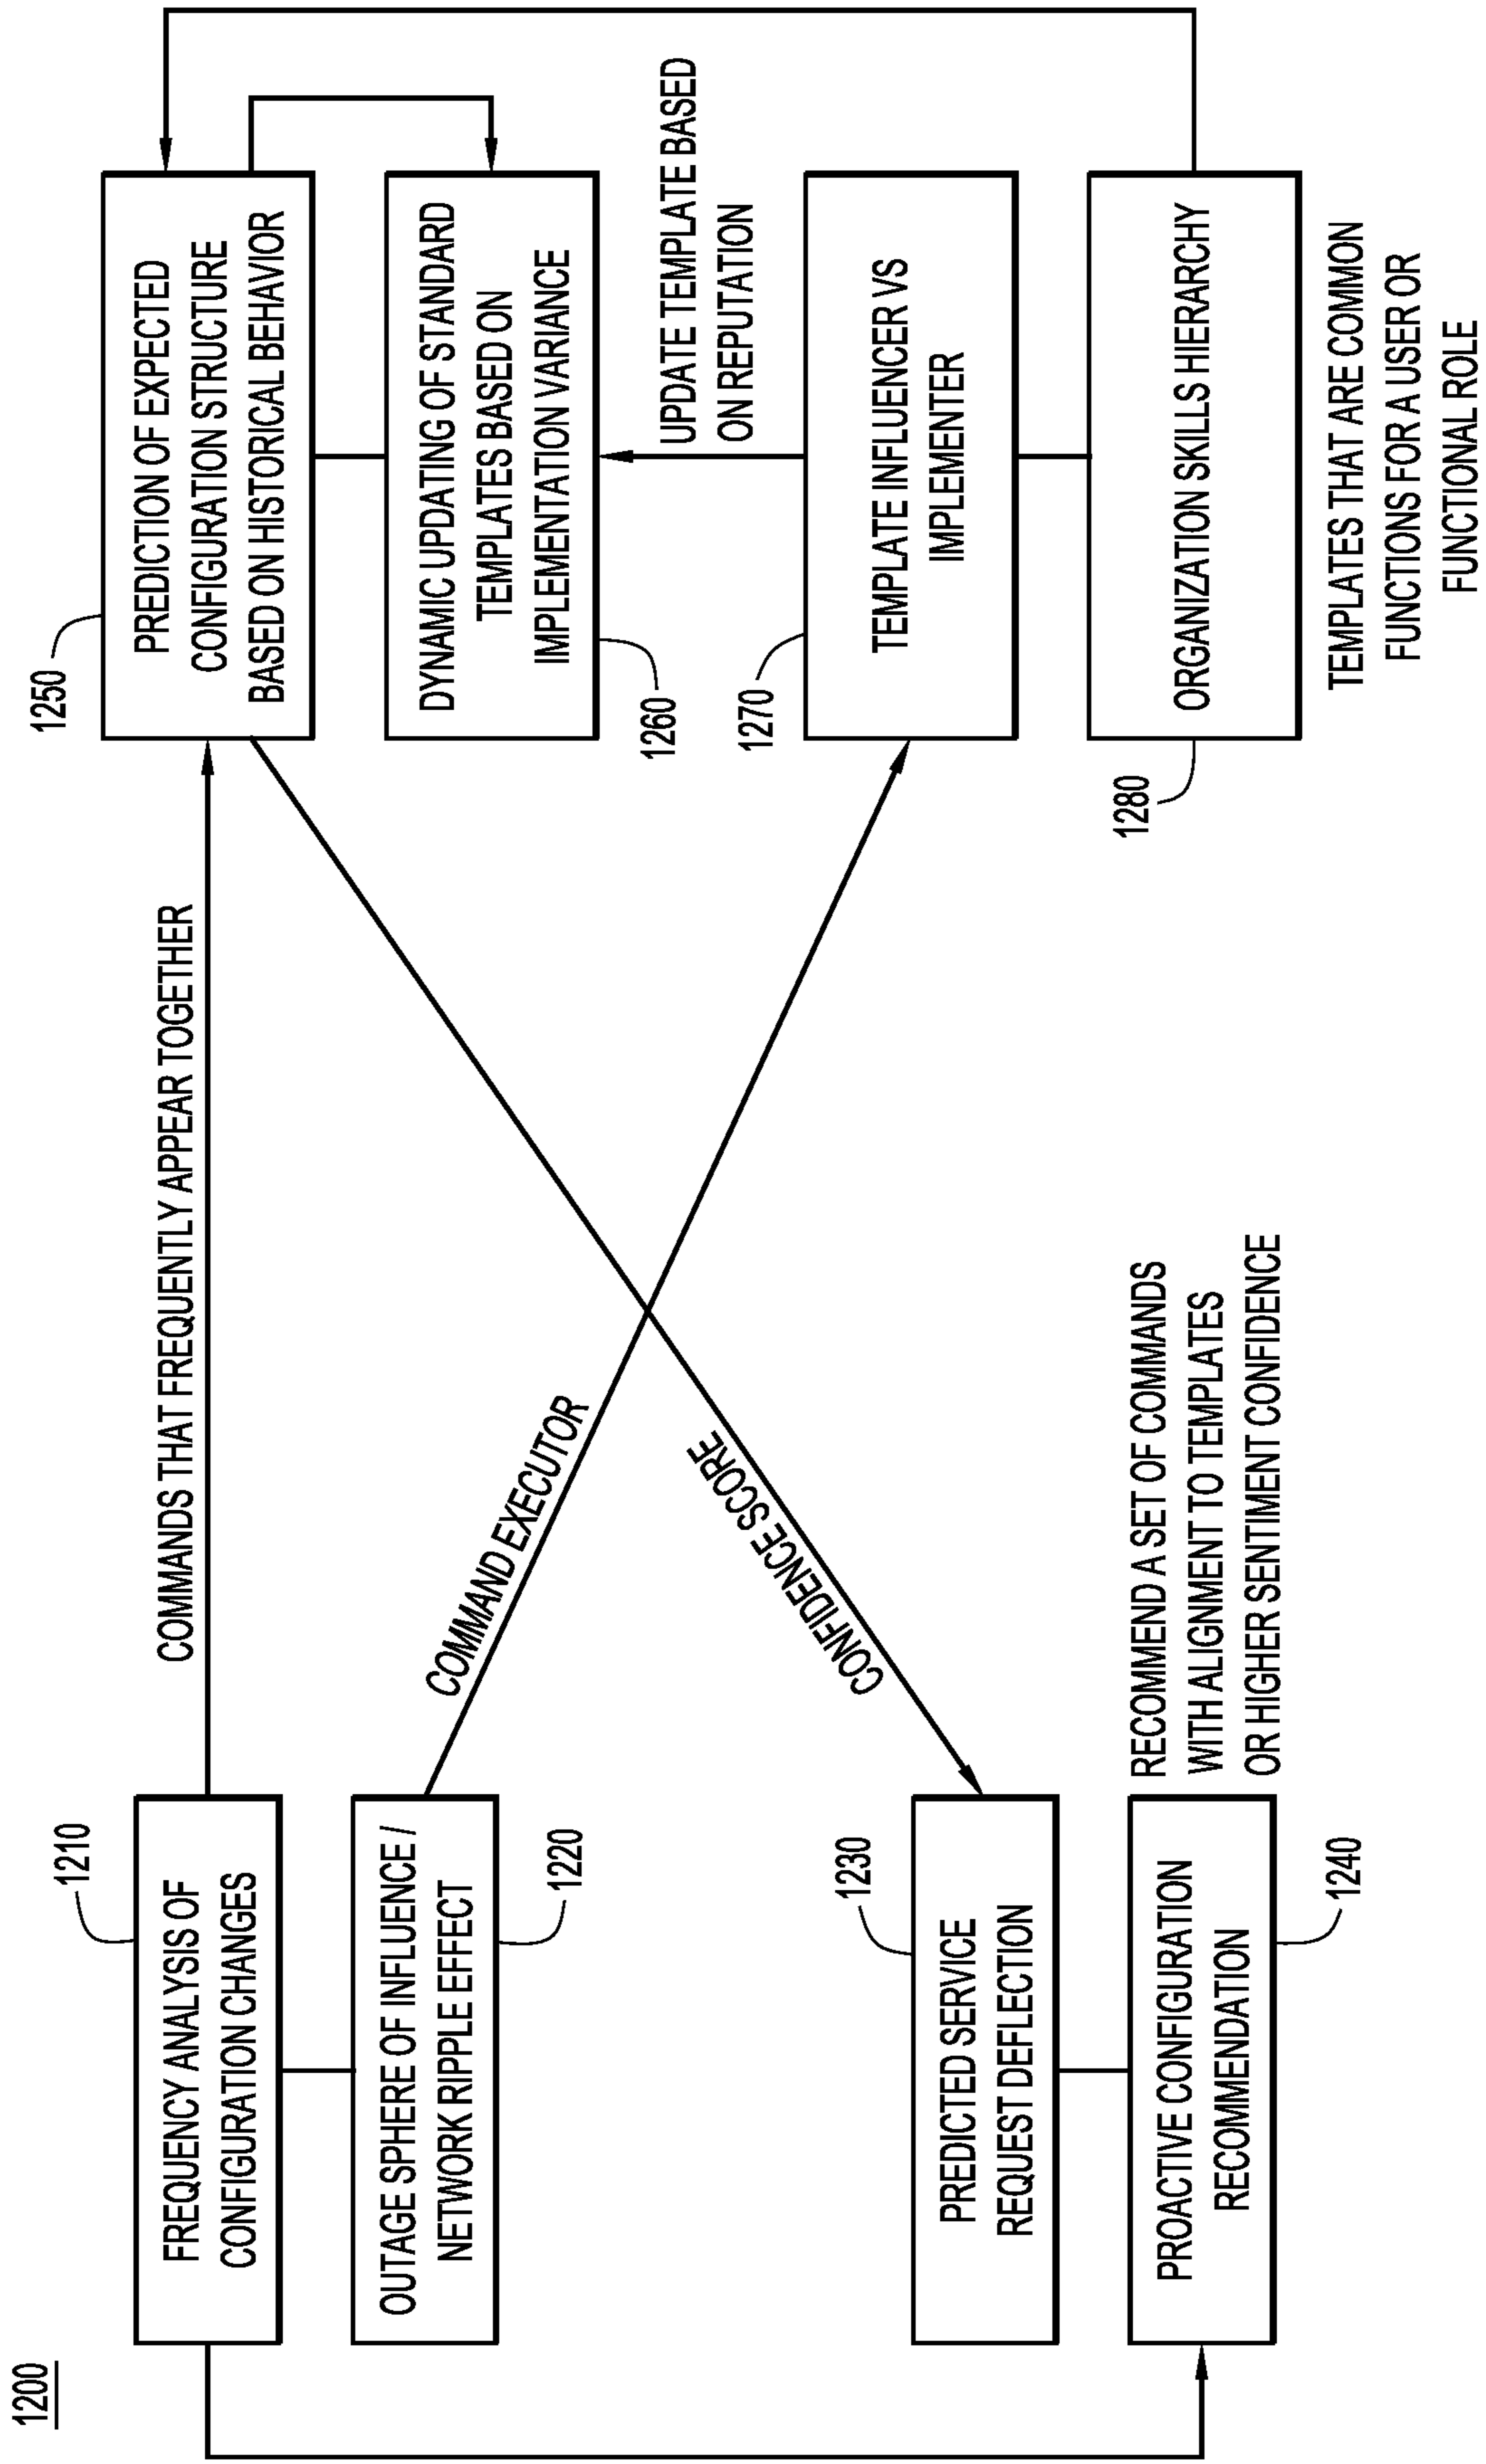 1200
1210
FREQUENCY ANALYSIS OF
CONFIGURATION CHANGES
OUTAGE SPHERE OF INFLUENCE /
NETWORK RIPPLE EFFECT
1220
1230
PREDICTED SERVICE
REQUEST DEFLECTION
PROACTIVE CONFIGURATION
RECOMMENDATION
1240
RECOMMEND A SET OF COMMANDS
WITH ALIGNMENT TO TEMPLATES
OR HIGHER SENTIMENT CONFIDENCE
COMMANDS THAT FREQUENTLY APPEAR TOGETHER
COMMAND EXECUTOR
CONFIDENCE SCORE
1250
PREDICTION OF EXPECTED
CONFIGURATION STRUCTURE
BASED ON HISTORICAL BEHAVIOR
DYNAMIC UPDATING OF STANDARD
TEMPLATES BASED ON
IMPLEMENTATION VARIANCE
1260
UPDATE TEMPLATE BASED
ON REPUTATION
1270
TEMPLATE INFLUENCER VS
IMPLEMENTER
1280
ORGANIZATION SKILLS HIERARCHY
TEMPLATES THAT ARE COMMON
FUNCTIONS FOR A USER OR
FUNCTIONAL ROLE